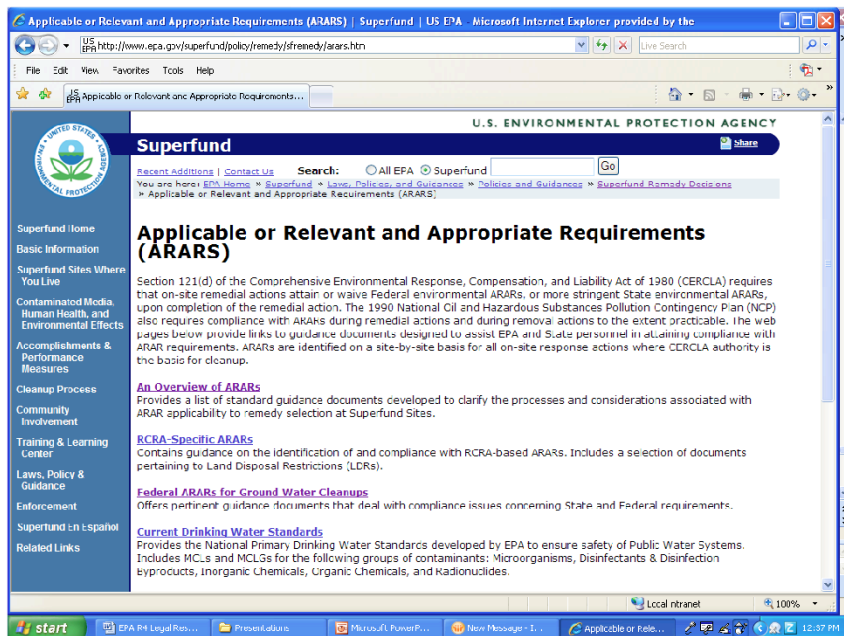 Applicable or Relevant and Appropriate Requirements (ARARS) | Superfund | US EPA - Microsoft Internet Explorer provided by the
http://www.epa.gov/superfund/policy/remedy/sfremedy/arars.htm
Live Search
File Edit View Favorites Tools Help
Applicable or Relevant and Appropriate Requirements...
U.S. ENVIRONMENTAL PROTECTION AGENCY
Superfund
Share
Recent Additions | Contact Us Search: All EPA Superfund Go
You are here: EPA Home » Superfund » Laws, Policies, and Guidances » Policies and Guidances » Superfund Remedy Decisions
» Applicable or Relevant and Appropriate Requirements (ARARS)
Superfund Home
Basic Information
Superfund Sites Where
You Live
Contaminated Media,
Human Health, and
Environmental Effects
Accomplishments &
Performance
Measures
Cleanup Process
Community
Involvement
Training & Learning
Center
Laws, Policy &
Guidance
Enforcement
Superfund En Español
Related Links
Applicable or Relevant and Appropriate Requirements
(ARARS)
Section 121(d) of the Comprehensive Environmental Response, Compensation, and Liability Act of 1980 (CERCLA) requires
that on-site remedial actions attain or waive Federal environmental ARARs, or more stringent State environmental ARARs,
upon completion of the remedial action. The 1990 National Oil and Hazardous Substances Pollution Contingency Plan (NCP)
also requires compliance with ARARs during remedial actions and during removal actions to the extent practicable. The web
pages below provide links to guidance documents designed to assist EPA and State personnel in attaining compliance with
ARAR requirements. ARARs are identified on a site-by-site basis for all on-site response actions where CERCLA authority is
the basis for cleanup.
An Overview of ARARs
Provides a list of standard guidance documents developed to clarify the processes and considerations associated with
ARAR applicability to remedy selection at Superfund Sites.
RCRA-Specific ARARs
Contains guidance on the identification of and compliance with RCRA-based ARARs. Includes a selection of documents
pertaining to Land Disposal Restrictions (LDRs).
Federal ARARs for Ground Water Cleanups
Offers pertinent guidance documents that deal with compliance issues concerning State and Federal requirements.
Current Drinking Water Standards
Provides the National Primary Drinking Water Standards developed by EPA to ensure safety of Public Water Systems.
Includes MCLs and MCLGs for the following groups of contaminants: Microorganisms, Disinfectants & Disinfection
Byproducts, Inorganic Chemicals, Organic Chemicals, and Radionuclides.
Local intranet 100%
start EPA R4 Legal Res... Presentations Microsoft PowerP... New Message - I... Applicable or Rele... 12:37 PM